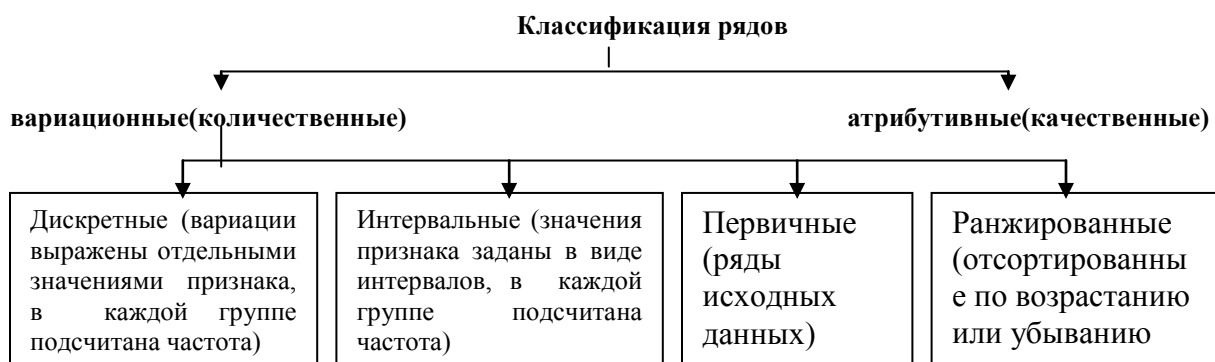 Классификация рядов
вариационные(количественные)
атрибутивные(качественные)
Дискретные (вариации
выражены отдельными
значениями признака,
в каждой группе
подсчитана частота)
Интервальные (значения
признака заданы в виде
интервалов, в каждой
группе подсчитана
частота)
Первичные
(ряды
исходных
данных)
Ранжированные
(отсортированны
е по возрастанию
или убыванию